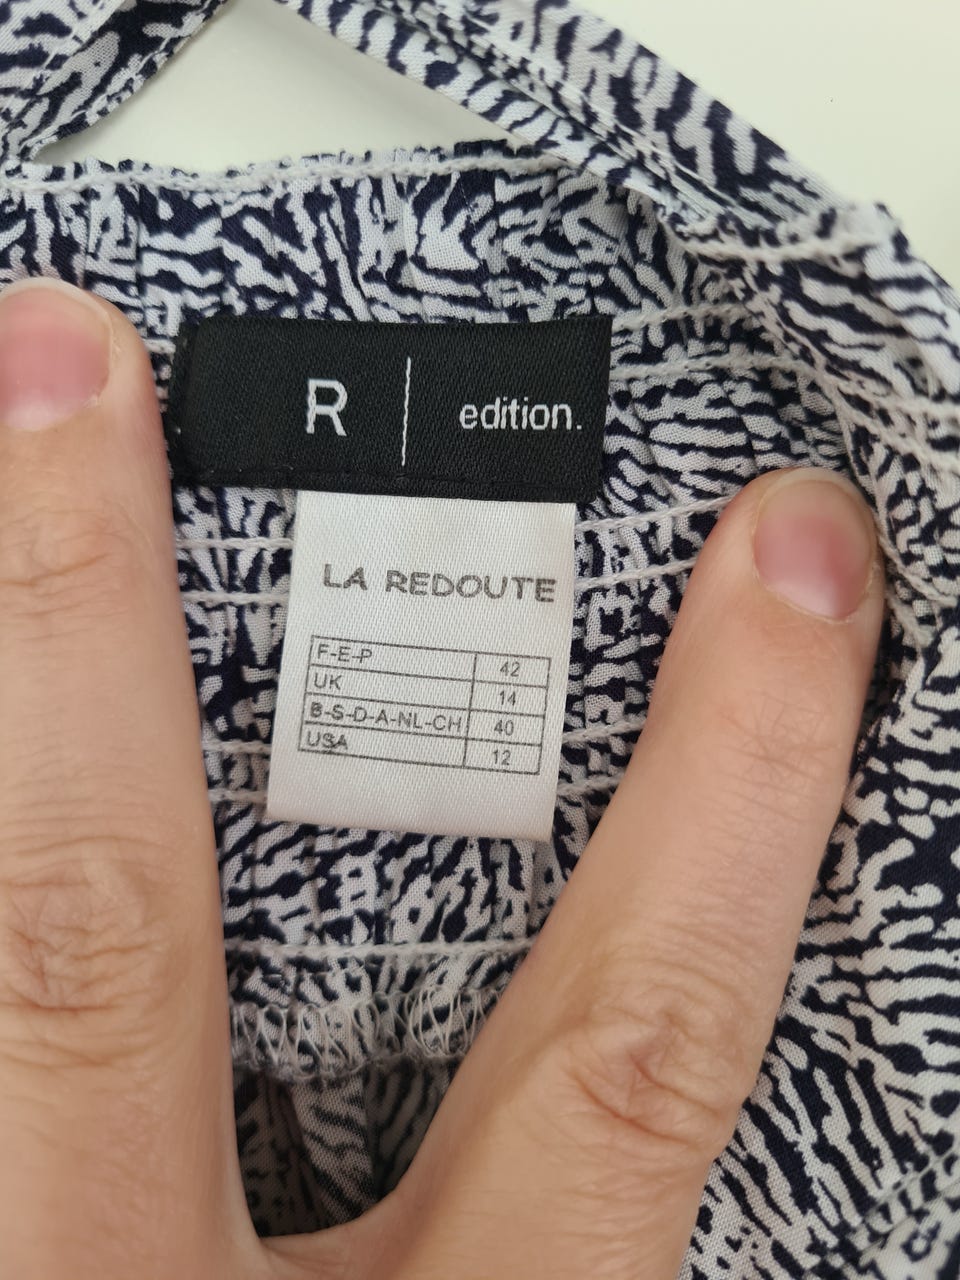 R | edition.
LA REDOUTE
F-E-P 42
UK 14
B-S-D-A-NL-CH 40
USA 12